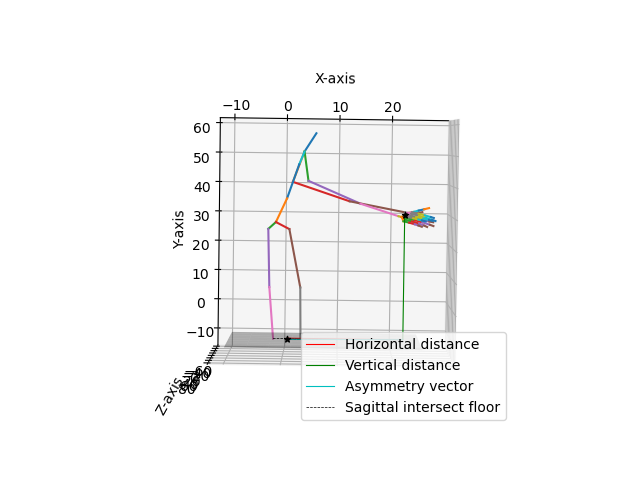 X-axis
−10 0 10 20
60
50
40
30
20
10
0
−10
Y-axis
Z-axis
Horizontal distance
Vertical distance
Asymmetry vector
Sagittal intersect floor